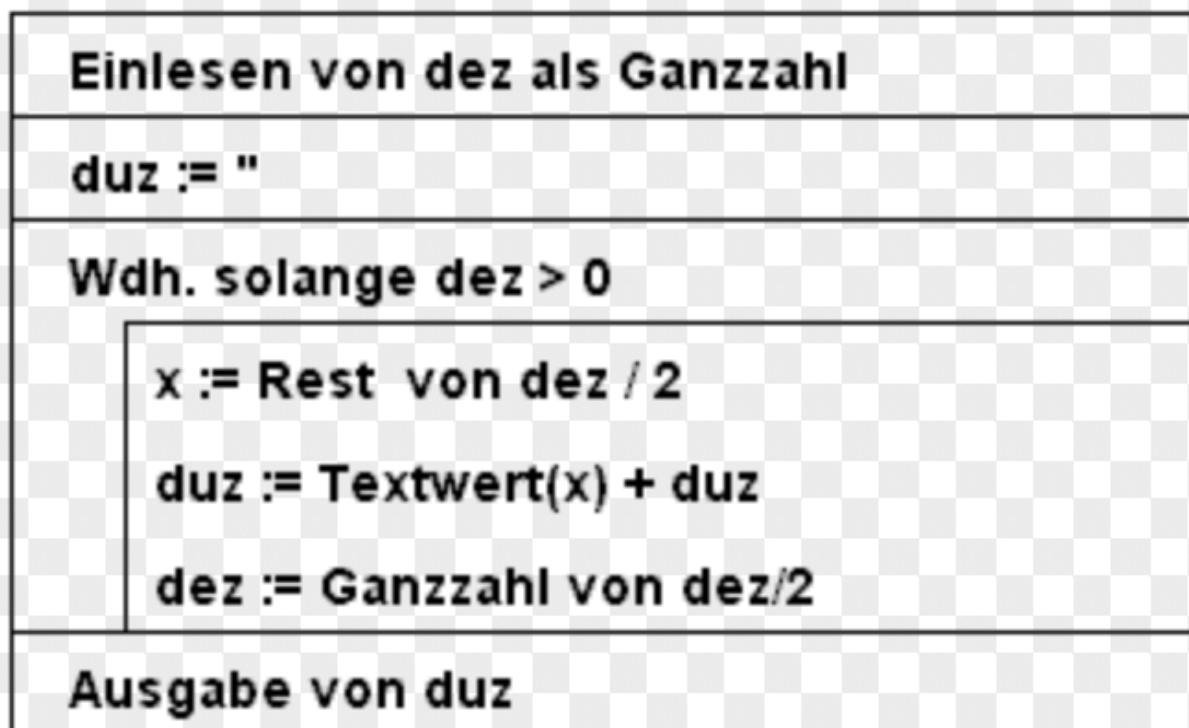 Einlesen von dez als Ganzzahl
duz := "
Wdh. solange dez > 0
x := Rest von dez / 2
duz := Textwert(x) + duz
dez := Ganzzahl von dez/2
Ausgabe von duz